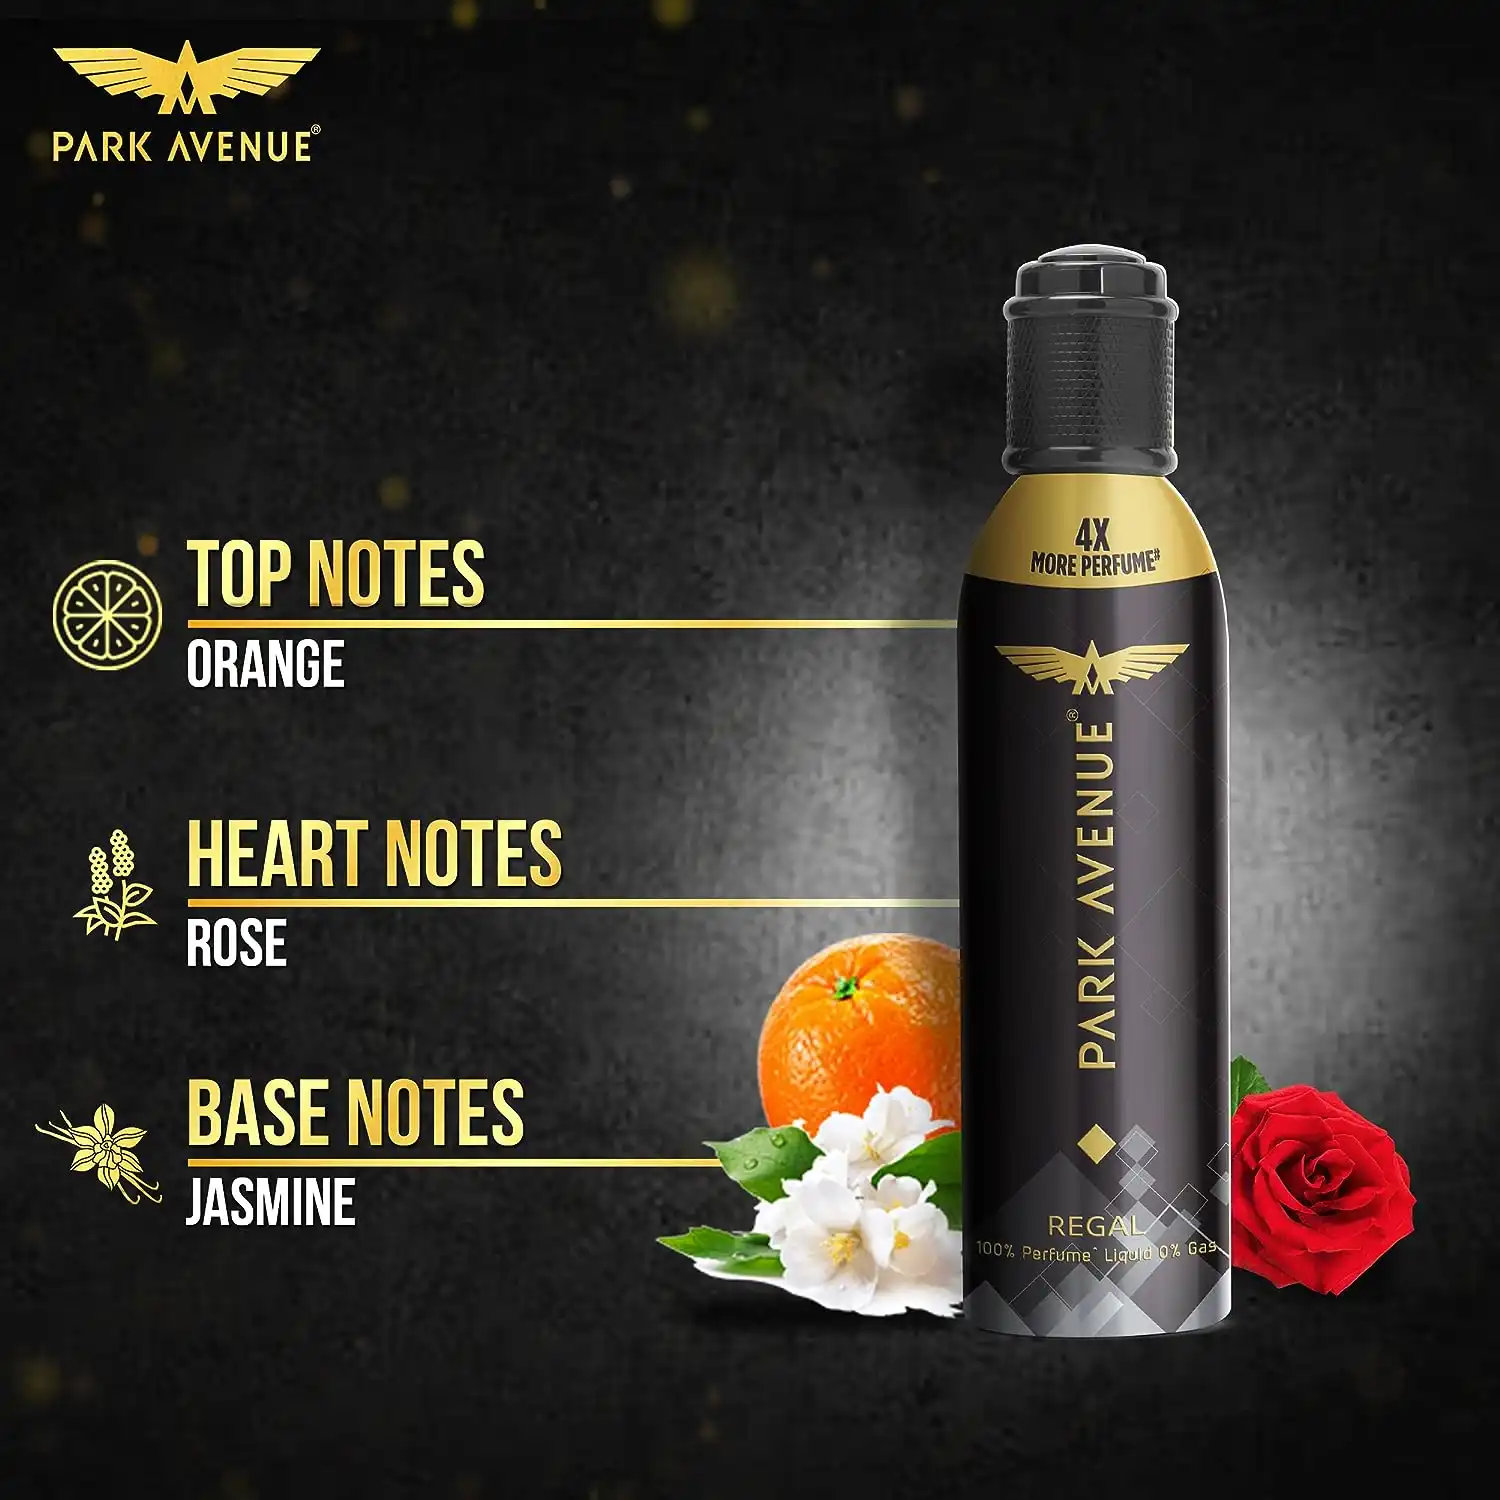 PARK AVENUE®
TOP NOTES
ORANGE
HEART NOTES
ROSE
BASE NOTES
JASMINE
4X
MORE PERFUME#
PARK AVENUE®
REGAL
100% Perfume* Liquid 0% Gas